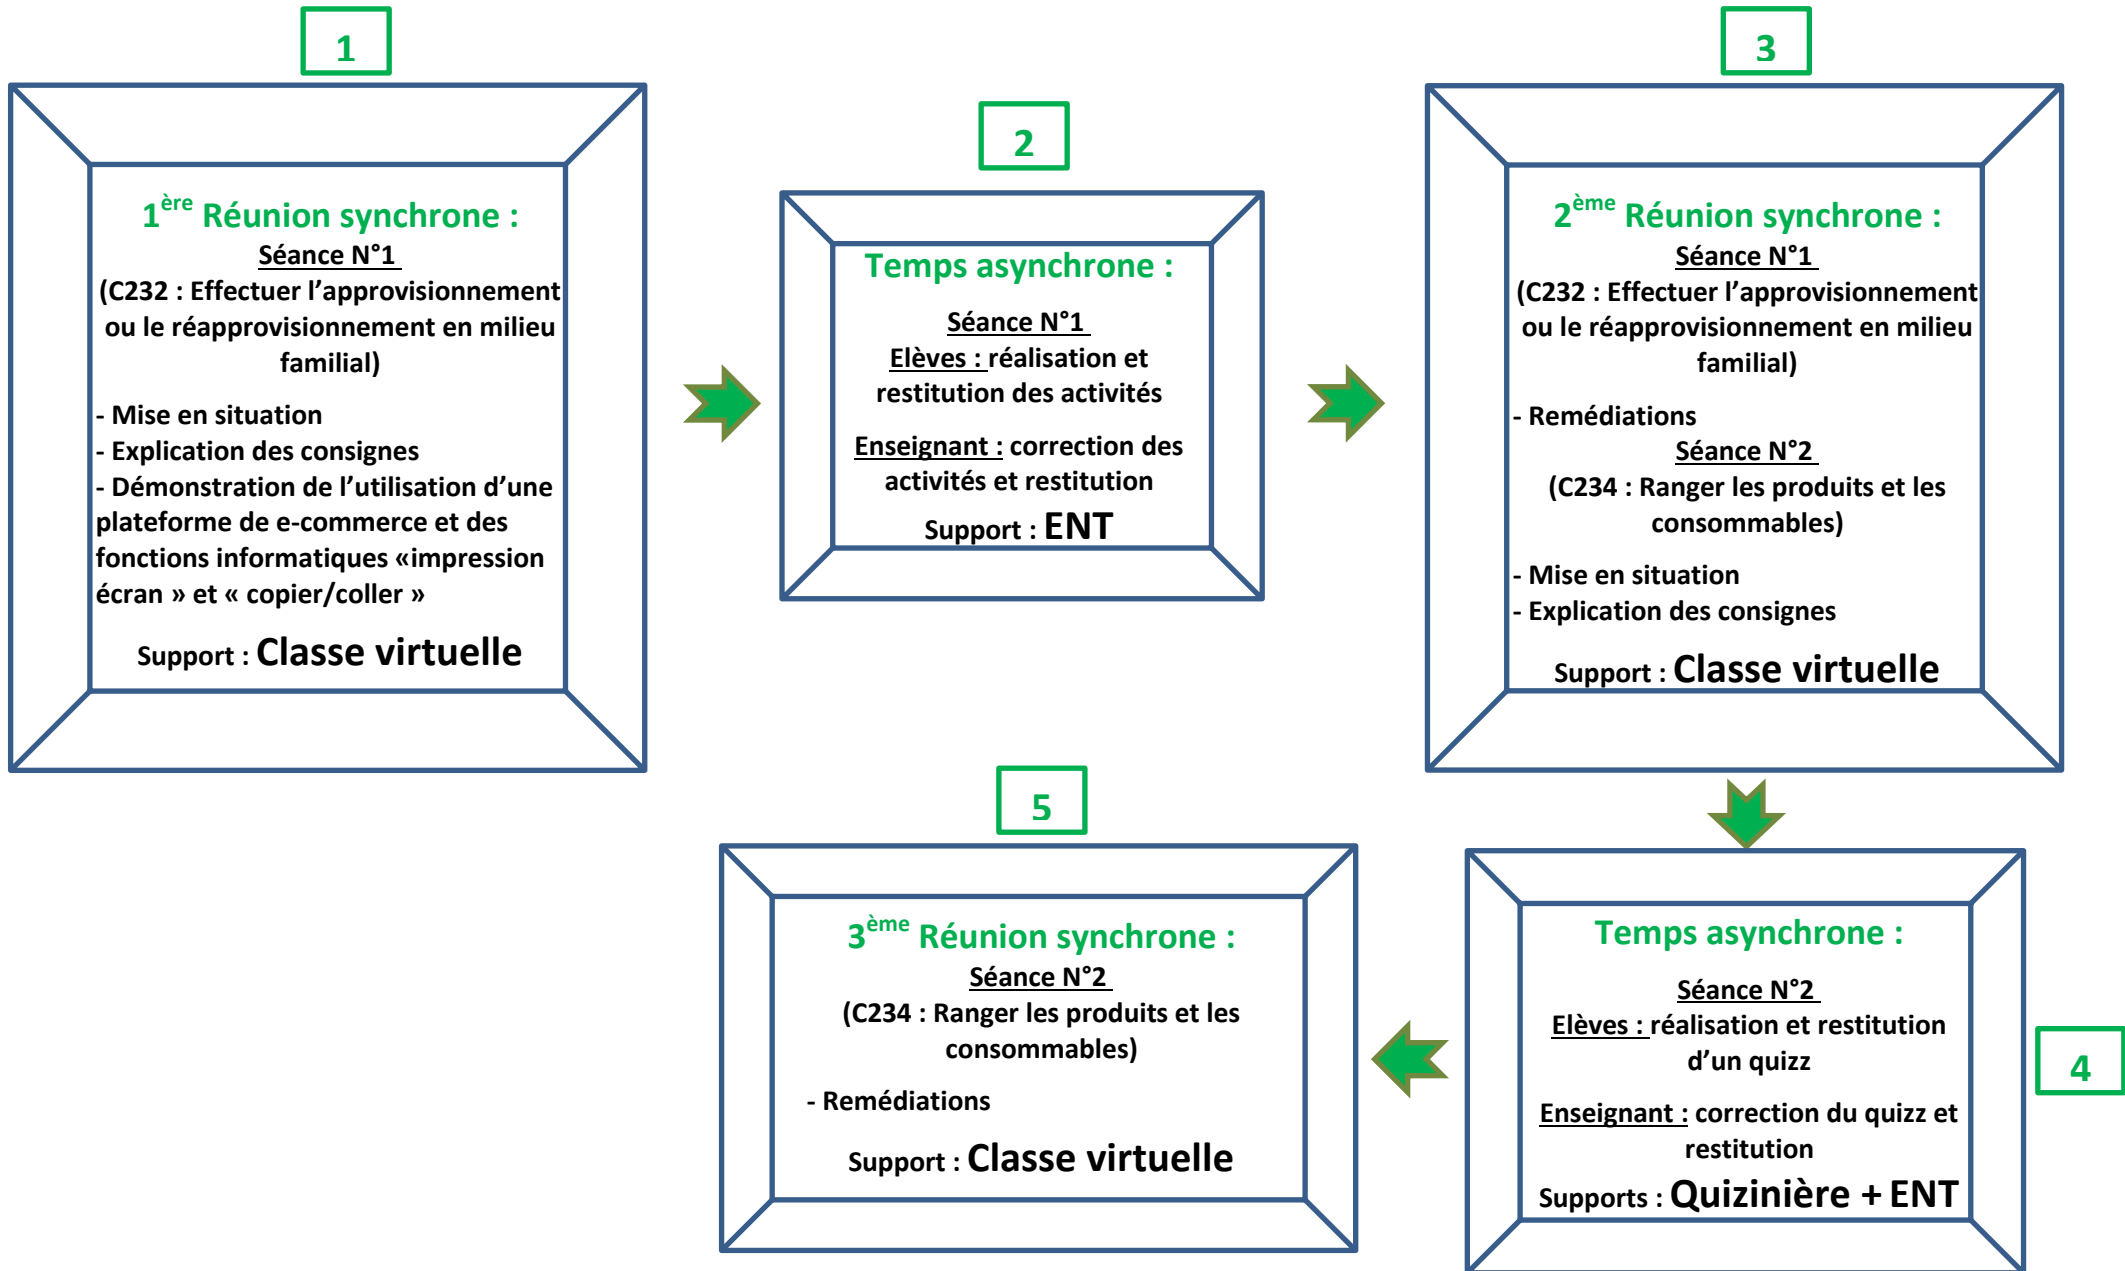 1
1ère Réunion synchrone :
Séance N°1
(C232 : Effectuer l’approvisionnement
ou le réapprovisionnement en milieu
familial)
- Mise en situation
- Explication des consignes
- Démonstration de l’utilisation d’une
plateforme de e-commerce et des
fonctions informatiques «impression
écran » et « copier/coller »
Support : Classe virtuelle
2
Temps asynchrone :
Séance N°1
Elèves : réalisation et
restitution des activités
Enseignant : correction des
activités et restitution
Support : ENT
3
2ème Réunion synchrone :
Séance N°1
(C232 : Effectuer l’approvisionnement
ou le réapprovisionnement en milieu
familial)
- Remédiations
Séance N°2
(C234 : Ranger les produits et les
consommables)
- Mise en situation
- Explication des consignes
Support : Classe virtuelle
4
Temps asynchrone :
Séance N°2
Elèves : réalisation et restitution
d’un quizz
Enseignant : correction du quizz et
restitution
Supports : Quizinière + ENT
5
3ème Réunion synchrone :
Séance N°2
(C234 : Ranger les produits et les
consommables)
- Remédiations
Support : Classe virtuelle